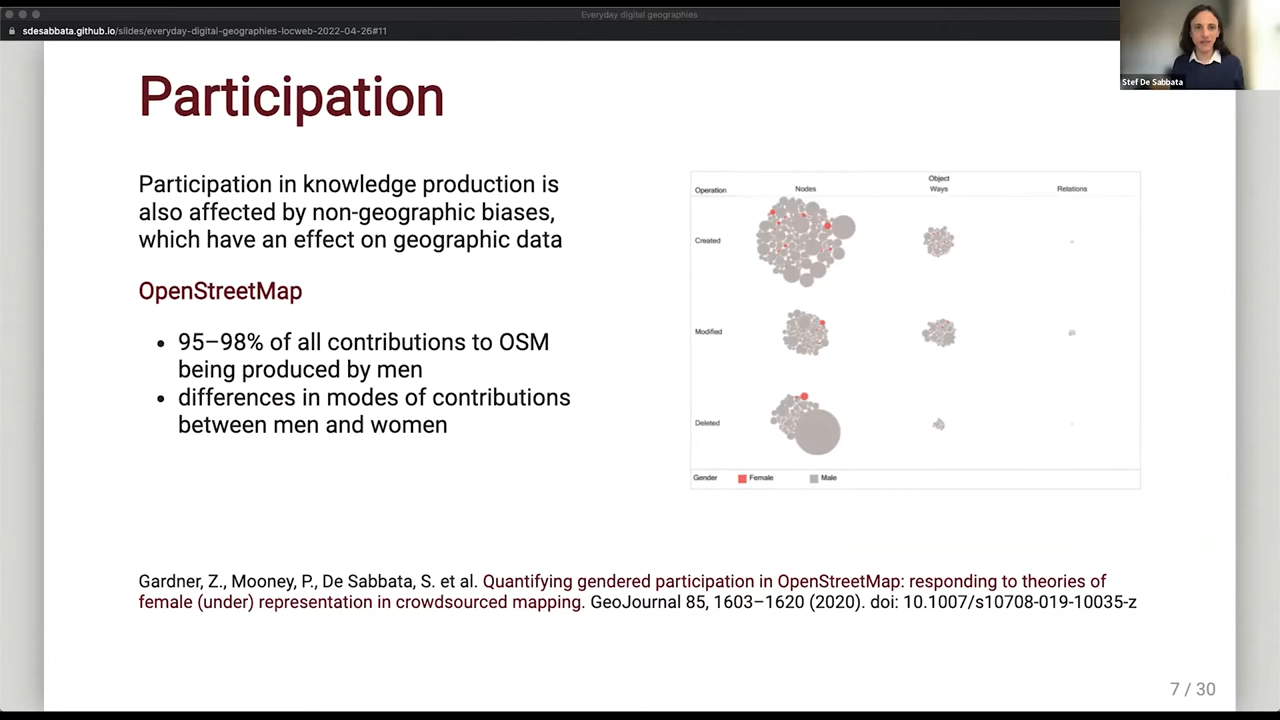 Everyday digital geographies
sdesabbata.github.io/slides/everyday-digital-geographies-locweb-2022-04-26#11
Stef De Sabbata
Participation
Participation in knowledge production is
also affected by non-geographic biases,
which have an effect on geographic data
OpenStreetMap
• 95–98% of all contributions to OSM
being produced by men
• differences in modes of contributions
between men and women
Object
Operation Nodes Ways Relations
Created
Modified
Deleted
Gender Female Male
Gardner, Z., Mooney, P., De Sabbata, S. et al. Quantifying gendered participation in OpenStreetMap: responding to theories of
female (under) representation in crowdsourced mapping. GeoJournal 85, 1603–1620 (2020). doi: 10.1007/s10708-019-10035-z
7 / 30